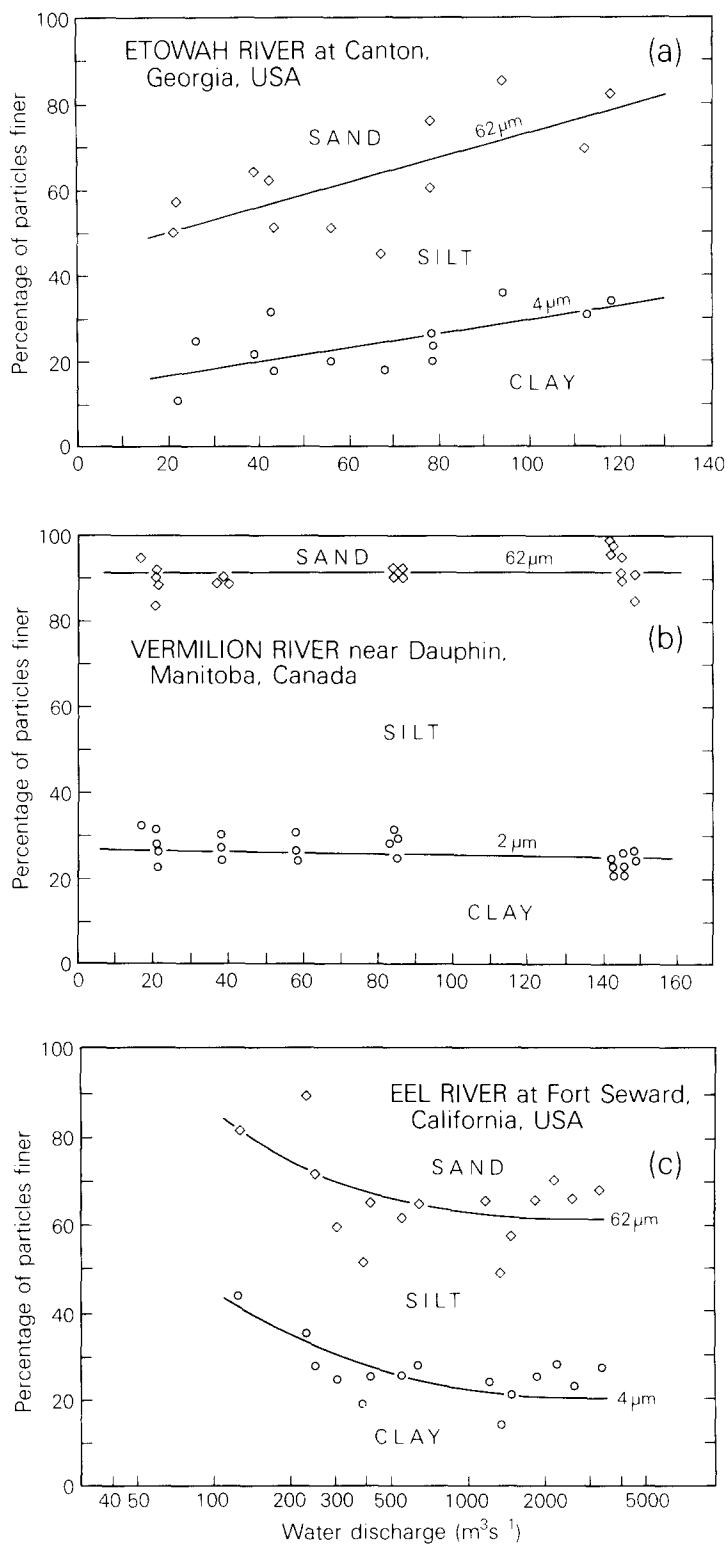 ETOWAH RIVER at Canton,
Georgia, USA
(a)
SAND
62μm
SILT
4μm
CLAY
Percentage of particles finer
100
80
60
40
20
0
0 20 40 60 80 100 120 140
SAND
62μm
VERMILION RIVER near Dauphin,
Manitoba, Canada
(b)
SILT
2μm
CLAY
Percentage of particles finer
100
80
60
40
20
0
0 20 40 60 80 100 120 140 160
EEL RIVER at Fort Seward,
California, USA
(c)
SAND
62μm
SILT
4μm
CLAY
Percentage of particles finer
100
80
60
40
20
0
40 50 100 200 300 500 1000 2000 5000
Water discharge (m³s⁻¹)